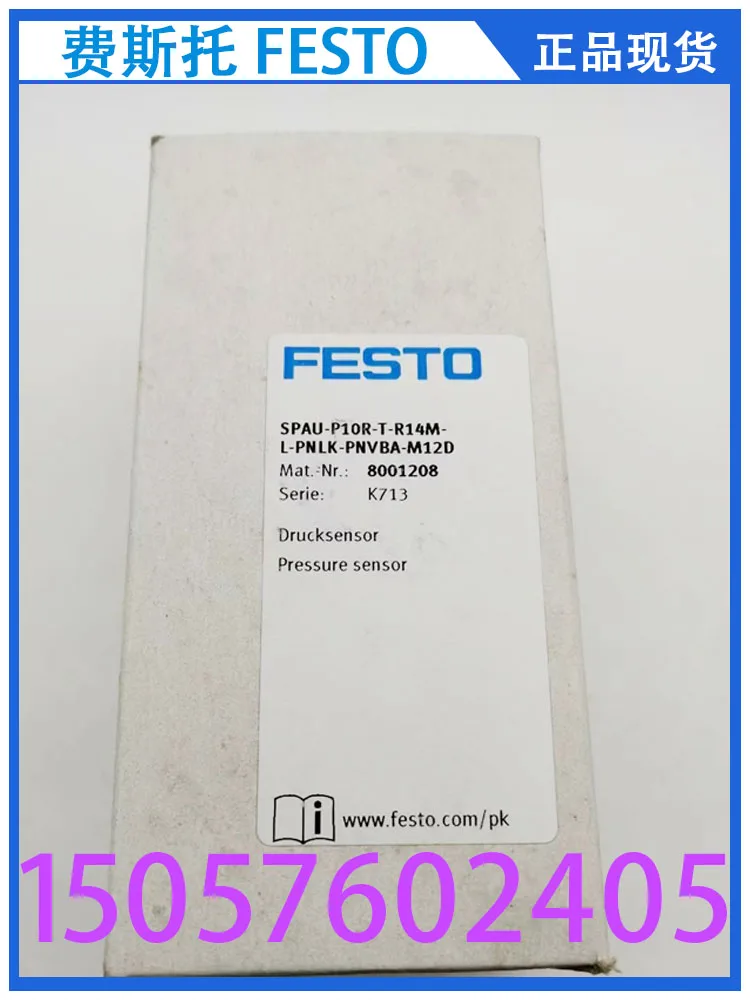 费斯托 FESTO
正品现货
FESTO
SPAU-P10R-T-R14M-
L-PNLK-PNVBA-M12D
Mat.-Nr.: 8001208
Serie: K713
Drucksensor
Pressure sensor
i www.festo.com/pk
15057602405